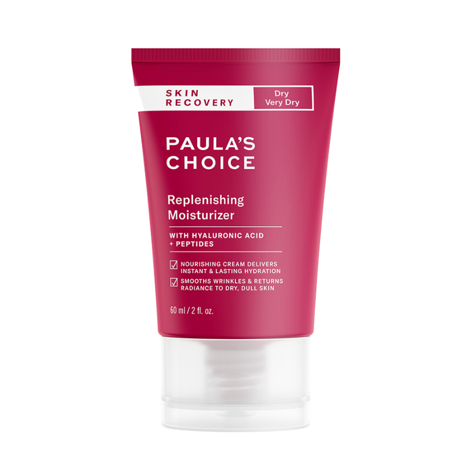 SKIN
RECOVERY
Dry
Very Dry
PAULA'S
CHOICE
Replenishing
Moisturizer
WITH HYALURONIC ACID
+ PEPTIDES
NOURISHING CREAM DELIVERS
INSTANT & LASTING HYDRATION
SMOOTHS WRINKLES & RETURNS
RADIANCE TO DRY, DULL SKIN
60 ml / 2 fl. oz.